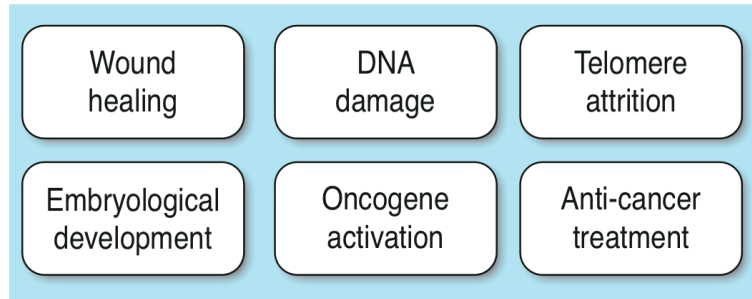 Wound
healing
DNA
damage
Telomere
attrition
Embryological
development
Oncogene
activation
Anti-cancer
treatment